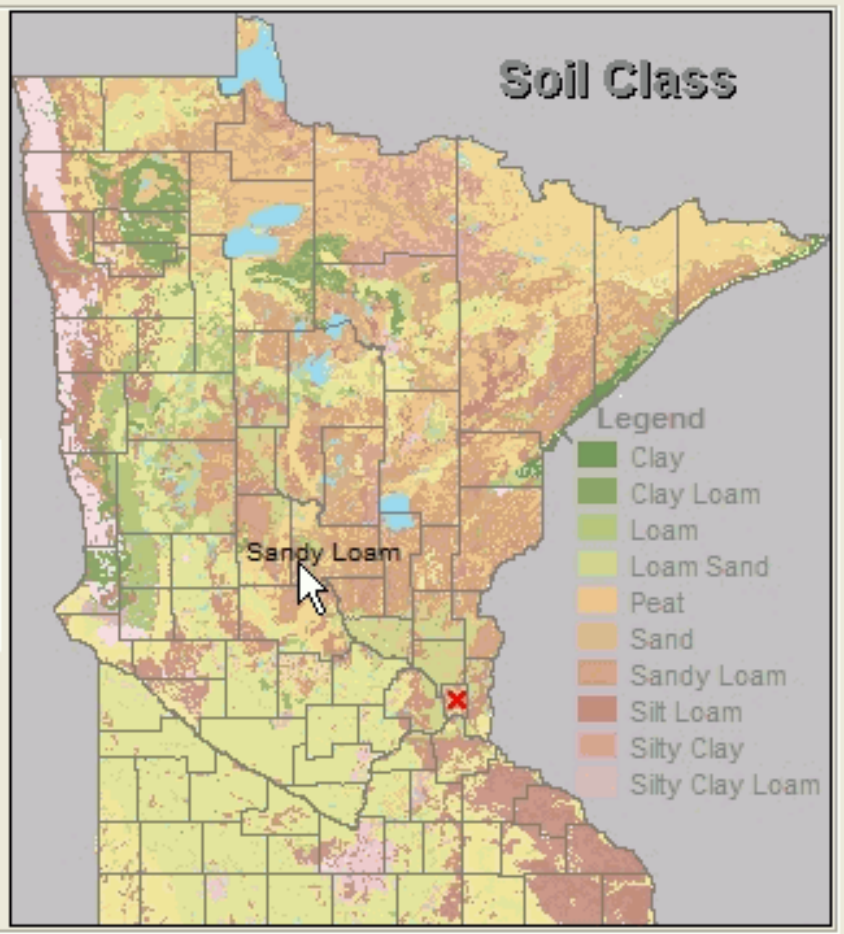 Soil Class
Legend
Clay
Clay Loam
Loam
Loam Sand
Peat
Sand
Sandy Loam
Silt Loam
Silty Clay
Silty Clay Loam
Sandy Loam